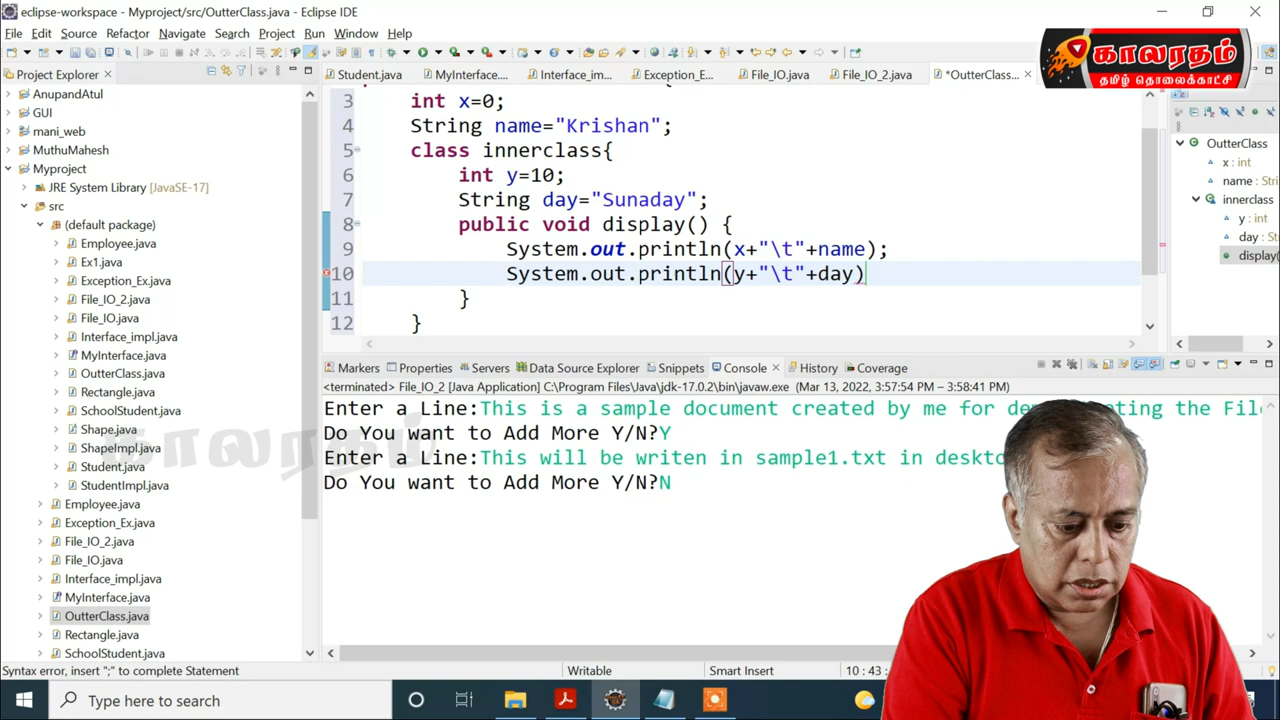 eclipse-workspace - Myproject/src/OutterClass.java - Eclipse IDE
File Edit Source Refactor Navigate Search Project Run Window Help
காலரதம்
தமிழ் தொலைக்காட்சி
Project Explorer
Student.java MyInterface.... Interface_im... Exception_E... File_IO.java File_IO_2.java *OutterClass...
AnupandAtul
GUI
mani_web
MuthuMahesh
Myproject
JRE System Library [JavaSE-17]
src
(default package)
Employee.java
Ex1.java
Exception_Ex.java
File_IO_2.java
File_IO.java
Interface_impl.java
MyInterface.java
OutterClass.java
Rectangle.java
SchoolStudent.java
Shape.java
ShapeImpl.java
Student.java
StudentImpl.java
Employee.java
Exception_Ex.java
File_IO_2.java
File_IO.java
Interface_impl.java
MyInterface.java
OutterClass.java
Rectangle.java
SchoolStudent.java
3 int x=0;
4 String name="Krishan";
5 class innerclass{
6 int y=10;
7 String day="Sunaday";
8 public void display() {
9 System.out.println(x+"\t"+name);
10 System.out.println(y+"\t"+day)
11 }
12 }
OutterClass
x : int
name : Stri
innerclass
y : int
day : Stri
display(
Markers Properties Servers Data Source Explorer Snippets Console History Coverage
<terminated> File_IO_2 [Java Application] C:\Program Files\Java\jdk-17.0.2\bin\javaw.exe (Mar 13, 2022, 3:57:54 PM – 3:58:41 PM)
Enter a Line:This is a sample document created by me for de ating the Fil
Do You want to Add More Y/N?Y
Enter a Line:This will be writen in sample1.txt in deskto
Do You want to Add More Y/N?N
காலரதம்
Syntax error, insert ";" to complete Statement Writable Smart Insert 10 : 43
Type here to search